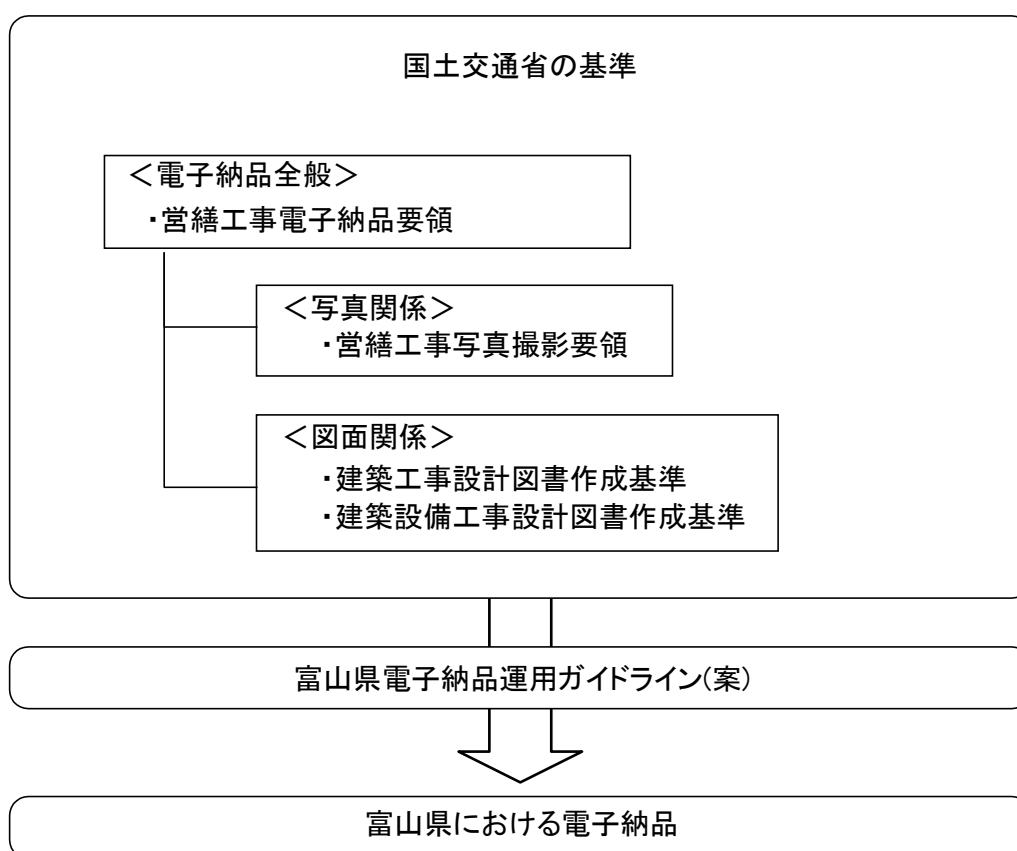 国土交通省の基準
＜電子納品全般＞
・営繕工事電子納品要領
＜写真関係＞
・営繕工事写真撮影要領
＜図面関係＞
・建築工事設計図書作成基準
・建築設備工事設計図書作成基準
富山県電子納品運用ガイドライン(案)
富山県における電子納品